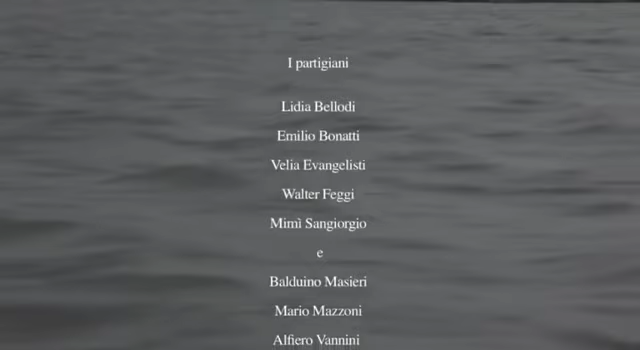 I partigiani
Lidia Bellodi
Emilio Bonatti
Velia Evangelisti
Walter Feggi
Mimì Sangiorgio
e
Balduino Masieri
Mario Mazzoni
Alfiero Vannini